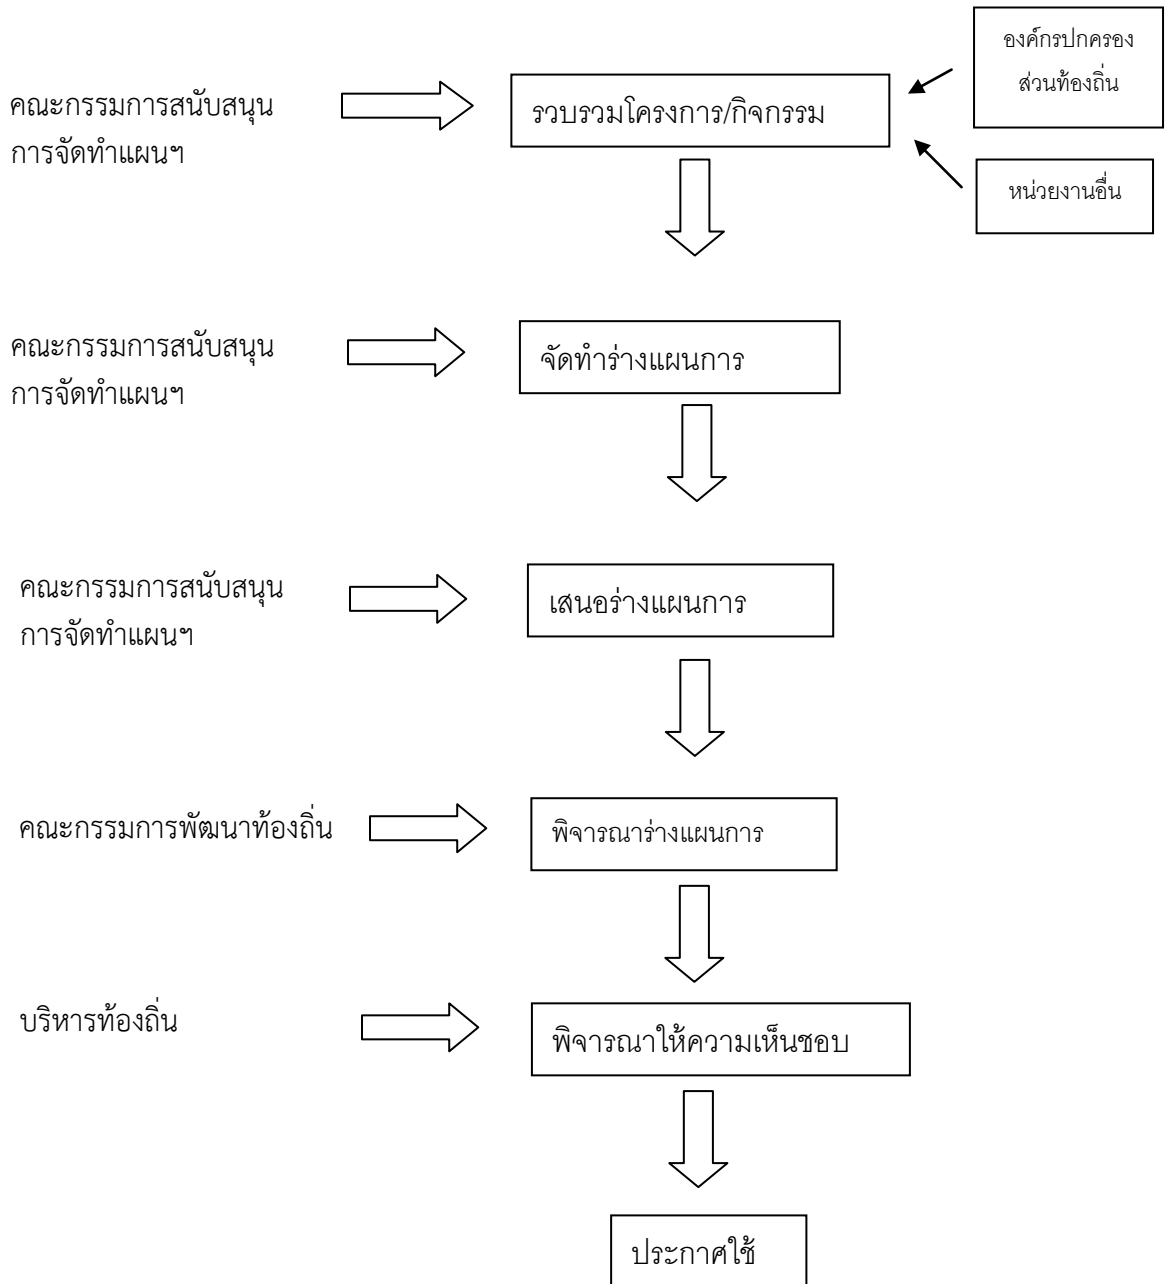 องค์กรปกครอง
ส่วนท้องถิ่น
คณะกรรมการสนับสนุน
การจัดทำแผนฯ
รวบรวมโครงการ/กิจกรรม
หน่วยงานอื่น
คณะกรรมการสนับสนุน
การจัดทำแผนฯ
จัดทำร่างแผนการ
คณะกรรมการสนับสนุน
การจัดทำแผนฯ
เสนอร่างแผนการ
คณะกรรมการพัฒนาท้องถิ่น
พิจารณาร่างแผนการ
บริหารท้องถิ่น
พิจารณาให้ความเห็นชอบ
ประกาศใช้